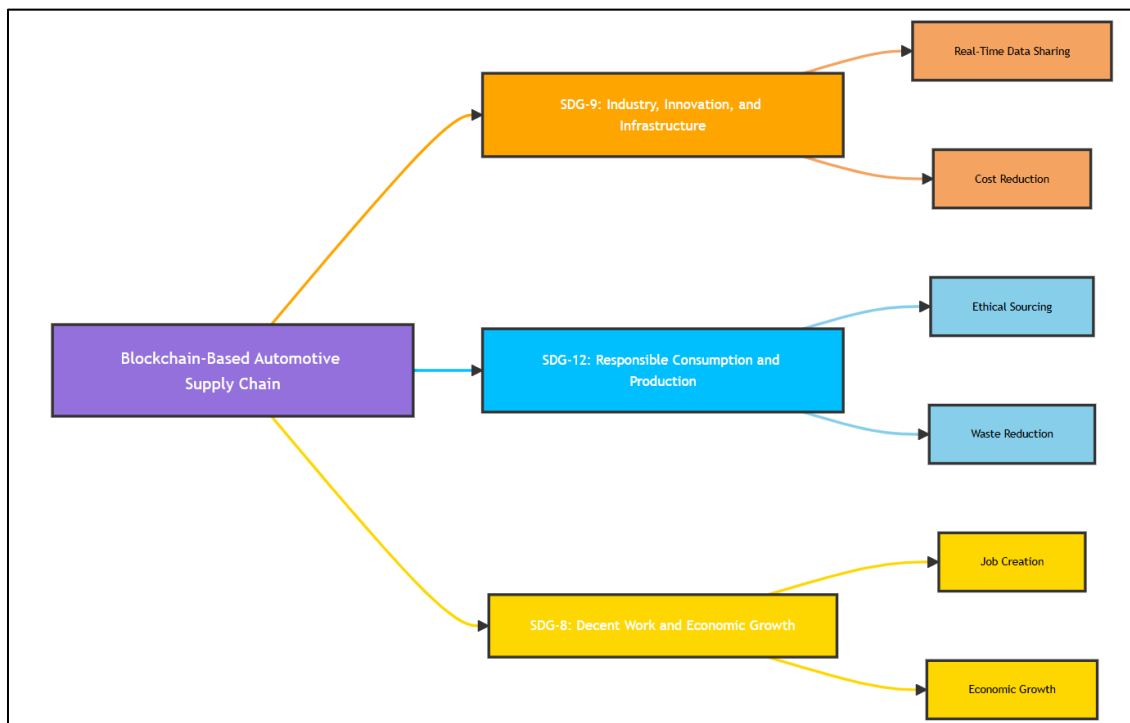 Real-Time Data Sharing
SDG-9: Industry, Innovation, and
Infrastructure
Cost Reduction
Ethical Sourcing
Blockchain-Based Automotive
Supply Chain
SDG-12: Responsible Consumption and
Production
Waste Reduction
Job Creation
SDG-8: Decent Work and Economic Growth
Economic Growth